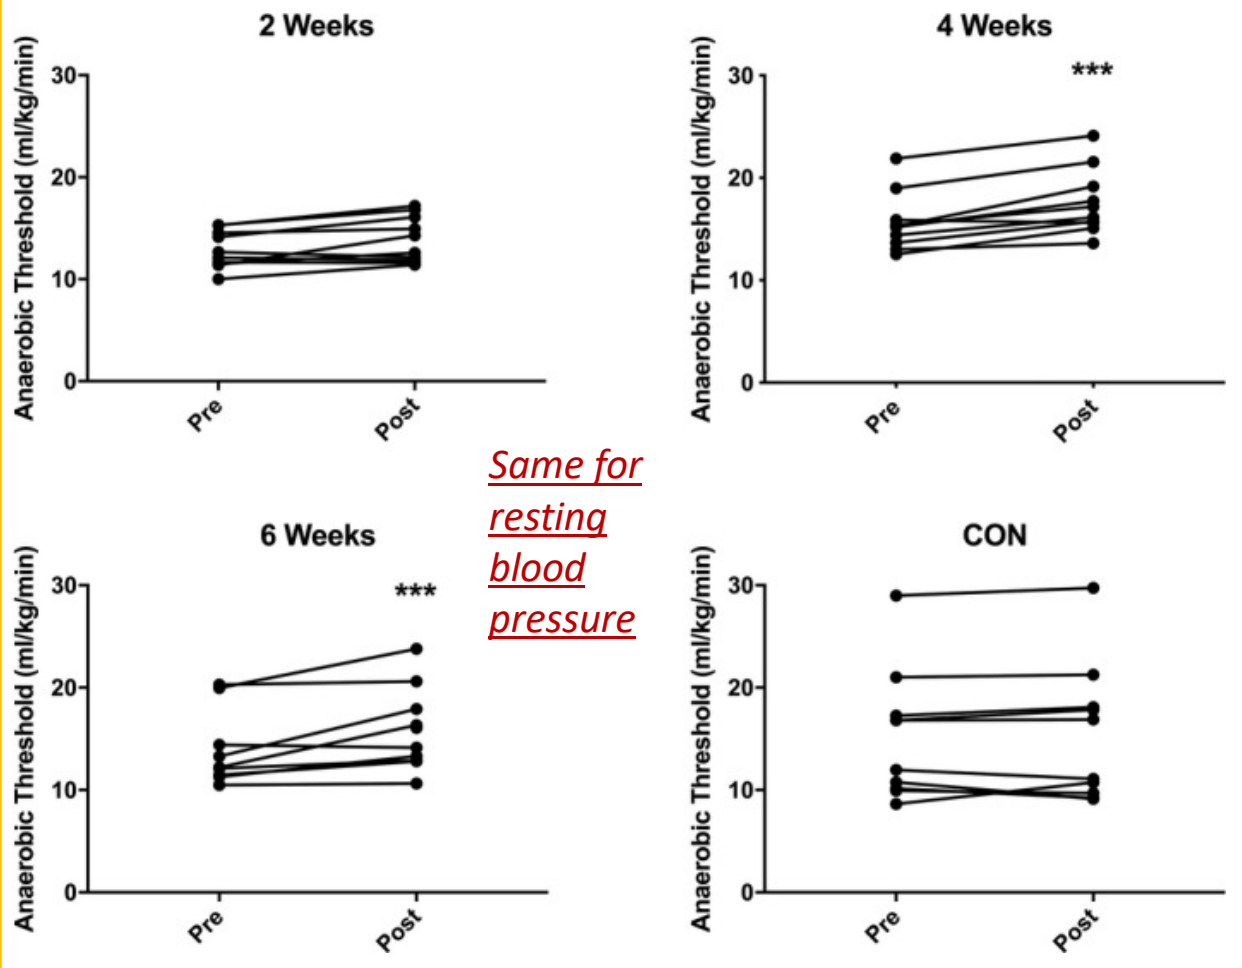 2 Weeks
Anaerobic Threshold (ml/kg/min)
30
20
10
0
Pre
Post
4 Weeks
***
Anaerobic Threshold (ml/kg/min)
30
20
10
0
Pre
Post
Same for
resting
blood
pressure
6 Weeks
***
Anaerobic Threshold (ml/kg/min)
30
20
10
0
Pre
Post
CON
Anaerobic Threshold (ml/kg/min)
30
20
10
0
Pre
Post